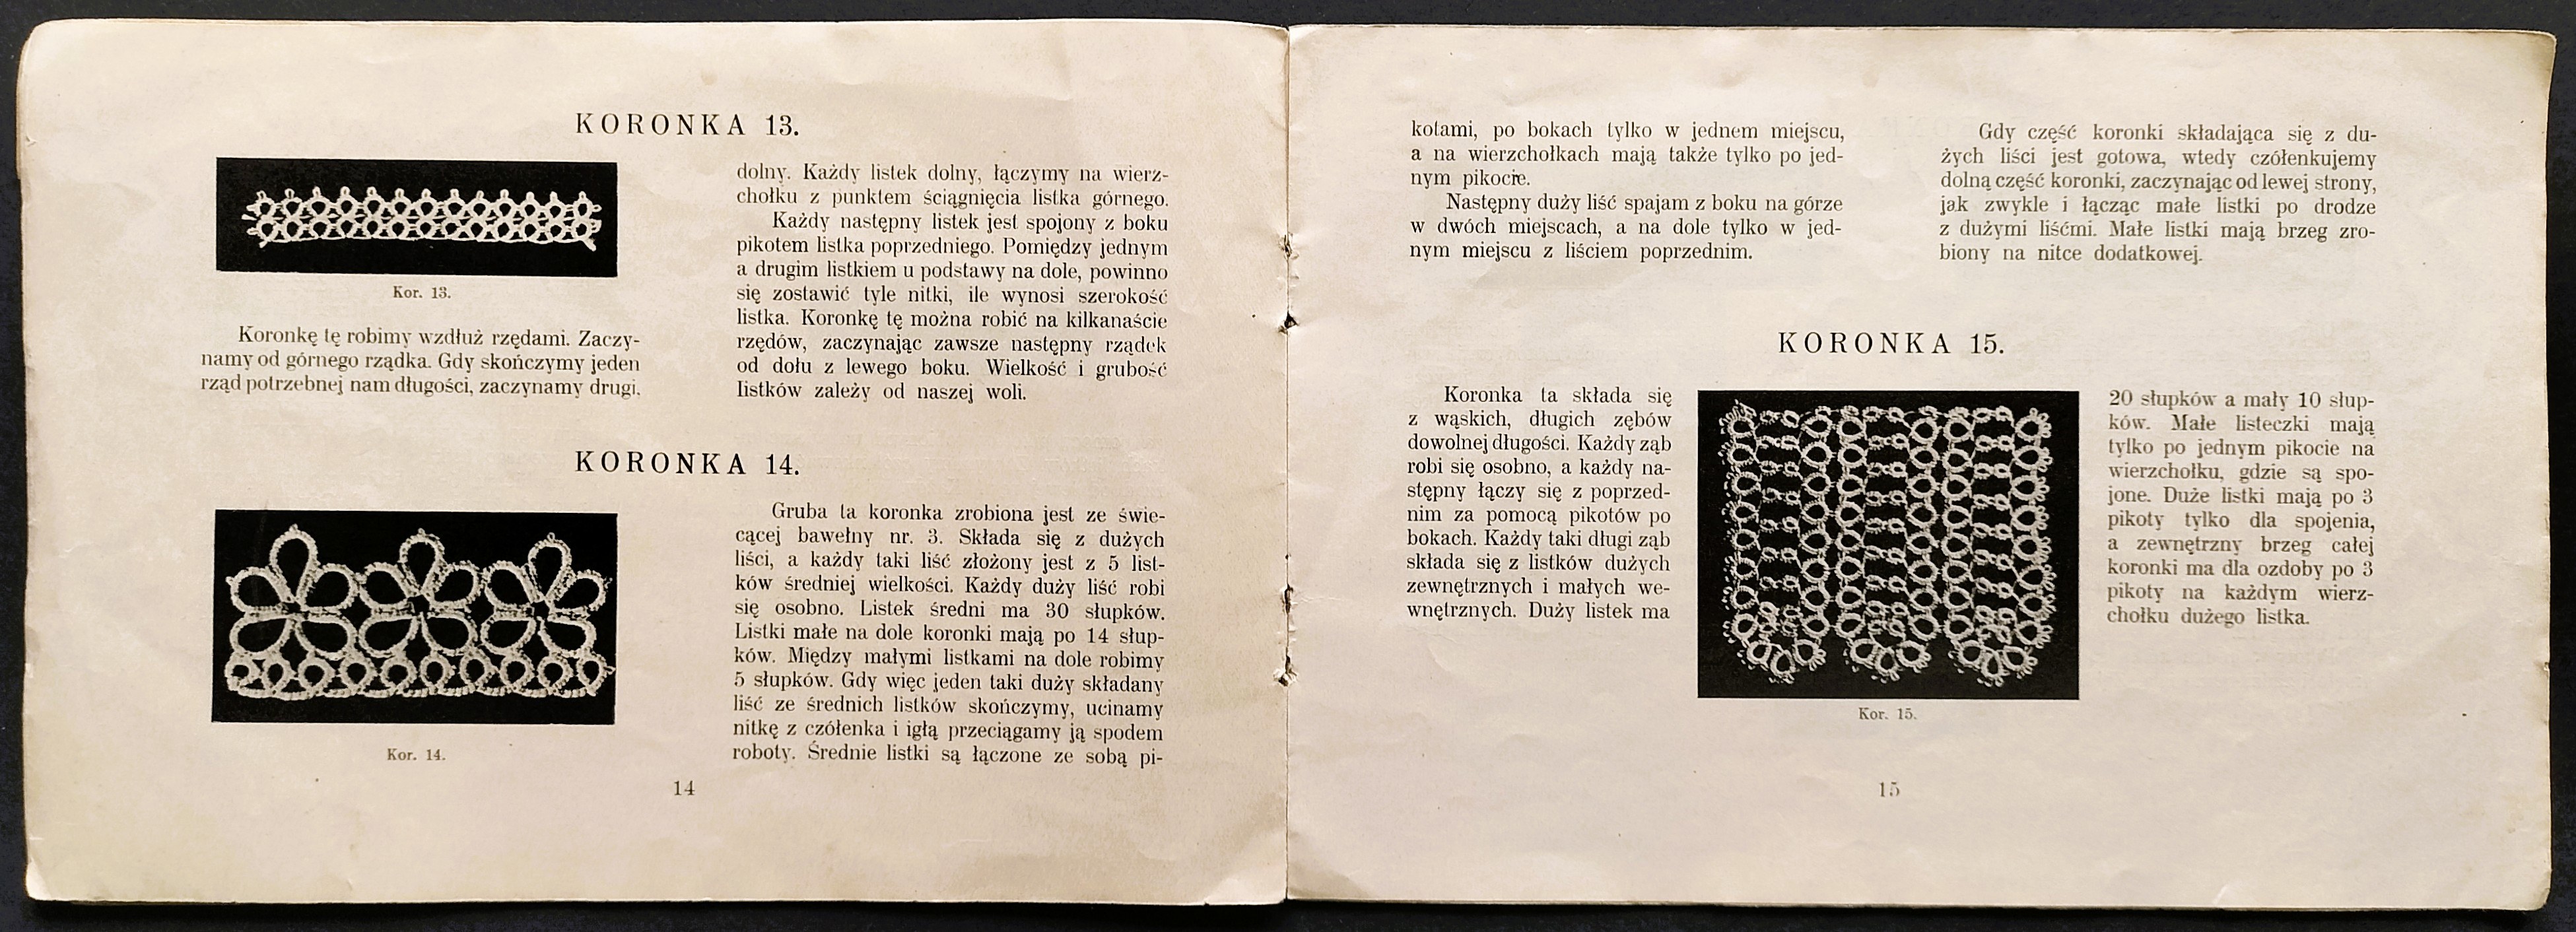 KORONKA 13.
Kor. 13.
Koronkę tę robimy wzdłuż rzędami. Zaczy-
namy od górnego rządka. Gdy skończymy jeden
rząd potrzebnej nam długości, zaczynamy drugi,
dolny. Każdy listek dolny, łączymy na wierz-
chołku z punktem ściągnięcia listka górnego.
Każdy następny listek jest spojony z boku
pikotem listka poprzedniego. Pomiędzy jednym
a drugim listkiem u podstawy na dole, powinno
się zostawić tyle nitki, ile wynosi szerokość
listka. Koronkę tę można robić na kilkanaście
rzędów, zaczynając zawsze następny rządek
od dołu z lewego boku. Wielkość i grubość
listków zależy od naszej woli.
KORONKA 14.
Kor. 14.
Gruba ta koronka zrobiona jest ze świe-
cącej bawełny nr. 3. Składa się z dużych
liści, a każdy taki liść złożony jest z 5 list-
ków średniej wielkości. Każdy duży liść robi
się osobno. Listek średni ma 30 słupków.
Listki małe na dole koronki mają po 14 słup-
ków. Między małymi listkami na dole robimy
5 słupków. Gdy więc jeden taki duży składany
liść ze średnich listków skończymy, ucinamy
nitkę z czółenka i igłą przeciągamy ją spodem
roboty. Średnie listki są łączone ze sobą pi-
14
kotami, po bokach tylko w jednem miejscu,
a na wierzchołkach mają także tylko po jed-
nym pikocie.
Następny duży liść spajam z boku na górze
w dwóch miejscach, a na dole tylko w jed-
nym miejscu z liściem poprzednim.
Gdy część koronki składająca się z du-
żych liści jest gotowa, wtedy czółenkujemy
dolną część koronki, zaczynając od lewej strony,
jak zwykle i łącząc małe listki po drodze
z dużymi liśćmi. Małe listki mają brzeg zro-
biony na nitce dodatkowej.
KORONKA 15.
Koronka ta składa się
z wąskich, długich zębów
dowolnej długości. Każdy ząb
robi się osobno, a każdy na-
stępny łączy się z poprzed-
nim za pomocą pikotów po
bokach. Każdy taki długi ząb
składa się z listków dużych
zewnętrznych i małych we-
wnętrznych. Duży listek ma
Kor. 15.
20 słupków a mały 10 słup-
ków. Małe listeczki mają
tylko po jednym pikocie na
wierzchołku, gdzie są spo-
jone. Duże listki mają po 3
pikoty tylko dla spojenia,
a zewnętrzny brzeg całej
koronki ma dla ozdoby po 3
pikoty na każdym wierz-
chołku dużego listka.
15